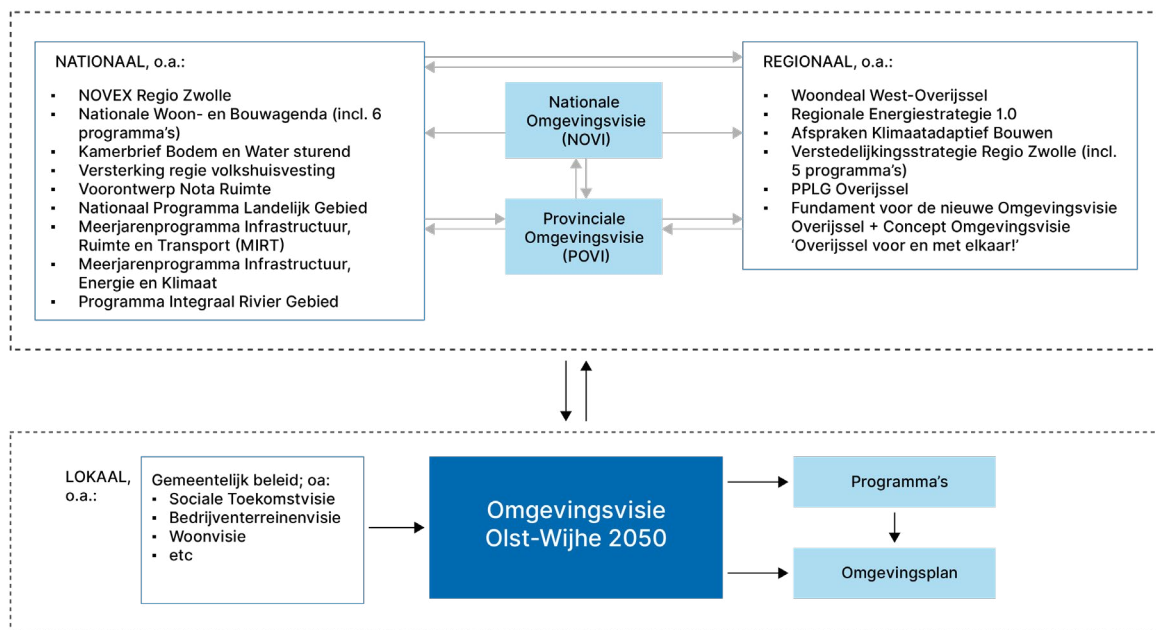 NATIONAAL, o.a.:
▪ NOVEX Regio Zwolle
▪ Nationale Woon- en Bouwagenda (incl. 6
programma's)
▪ Kamerbrief Bodem en Water sturend
▪ Versterking regie volkshuisvesting
▪ Voorontwerp Nota Ruimte
▪ Nationaal Programma Landelijk Gebied
▪ Meerjarenprogramma Infrastructuur,
Ruimte en Transport (MIRT)
▪ Meerjarenprogramma Infrastructuur,
Energie en Klimaat
▪ Programma Integraal Rivier Gebied
Nationale
Omgevingsvisie
(NOVI)
Provinciale
Omgevingsvisie
(POVI)
REGIONAAL, o.a.:
▪ Woondeal West-Overijssel
▪ Regionale Energiestrategie 1.0
▪ Afspraken Klimaatadaptief Bouwen
▪ Verstedelijkingsstrategie Regio Zwolle (incl.
5 programma's)
▪ PPLG Overijssel
▪ Fundament voor de nieuwe Omgevingsvisie
Overijssel + Concept Omgevingsvisie
'Overijssel voor en met elkaar!'
LOKAAL,
o.a.:
Gemeentelijk beleid; oa:
▪ Sociale Toekomstvisie
▪ Bedrijventerreinenvisie
▪ Woonvisie
▪ etc
Omgevingsvisie
Olst-Wijhe 2050
Programma's
Omgevingsplan